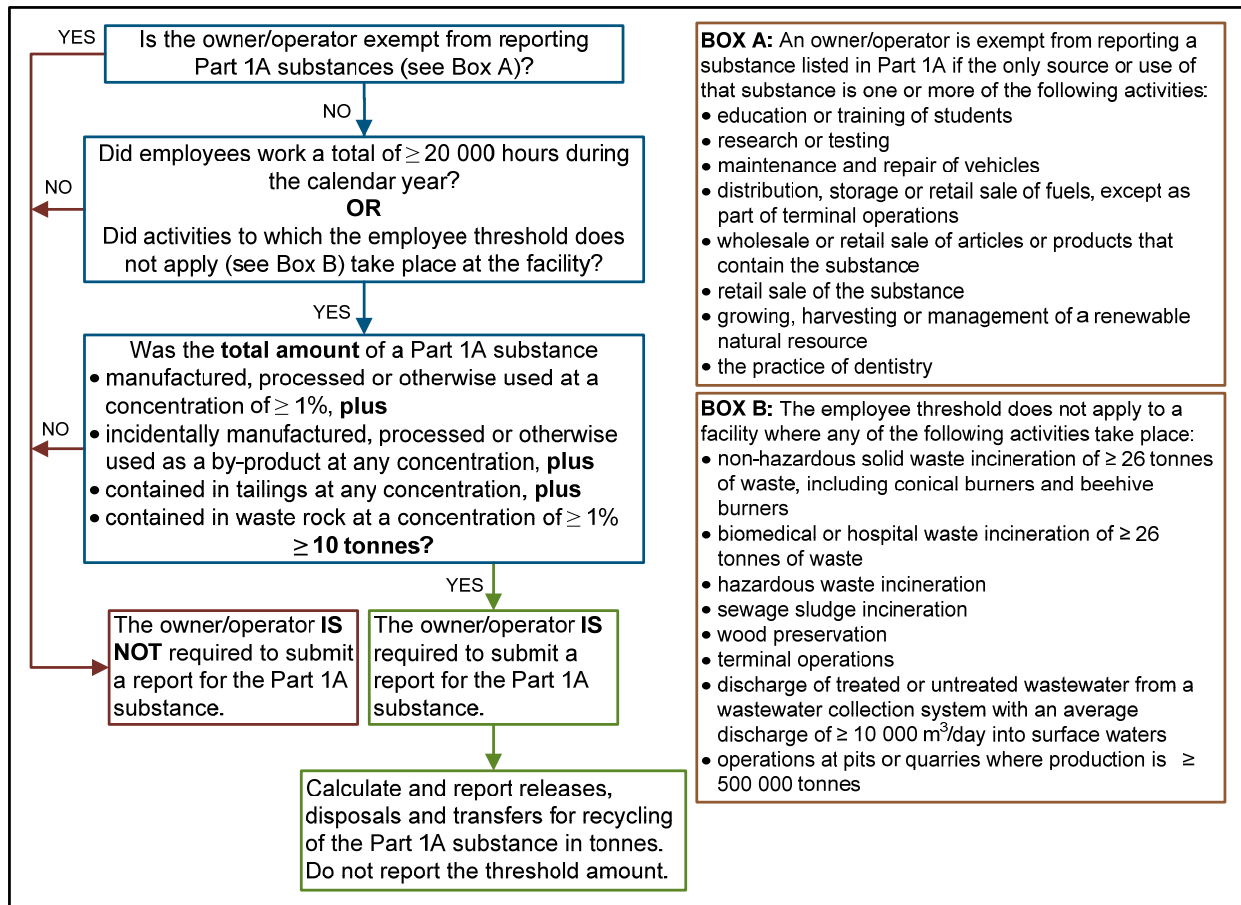 YES
Is the owner/operator exempt from reporting
Part 1A substances (see Box A)?
NO
Did employees work a total of ≥ 20 000 hours during
the calendar year?
OR
Did activities to which the employee threshold does
not apply (see Box B) take place at the facility?
NO
YES
Was the total amount of a Part 1A substance
• manufactured, processed or otherwise used at a
concentration of ≥ 1%, plus
• incidentally manufactured, processed or otherwise
used as a by-product at any concentration, plus
• contained in tailings at any concentration, plus
• contained in waste rock at a concentration of ≥ 1%
≥ 10 tonnes?
NO
YES
The owner/operator IS
NOT required to submit
a report for the Part 1A
substance.
The owner/operator IS
required to submit a
report for the Part 1A
substance.
Calculate and report releases,
disposals and transfers for recycling
of the Part 1A substance in tonnes.
Do not report the threshold amount.
BOX A: An owner/operator is exempt from reporting a
substance listed in Part 1A if the only source or use of
that substance is one or more of the following activities:
• education or training of students
• research or testing
• maintenance and repair of vehicles
• distribution, storage or retail sale of fuels, except as
part of terminal operations
• wholesale or retail sale of articles or products that
contain the substance
• retail sale of the substance
• growing, harvesting or management of a renewable
natural resource
• the practice of dentistry
BOX B: The employee threshold does not apply to a
facility where any of the following activities take place:
• non-hazardous solid waste incineration of ≥ 26 tonnes
of waste, including conical burners and beehive
burners
• biomedical or hospital waste incineration of ≥ 26
tonnes of waste
• hazardous waste incineration
• sewage sludge incineration
• wood preservation
• terminal operations
• discharge of treated or untreated wastewater from a
wastewater collection system with an average
discharge of ≥ 10 000 m³/day into surface waters
• operations at pits or quarries where production is ≥
500 000 tonnes